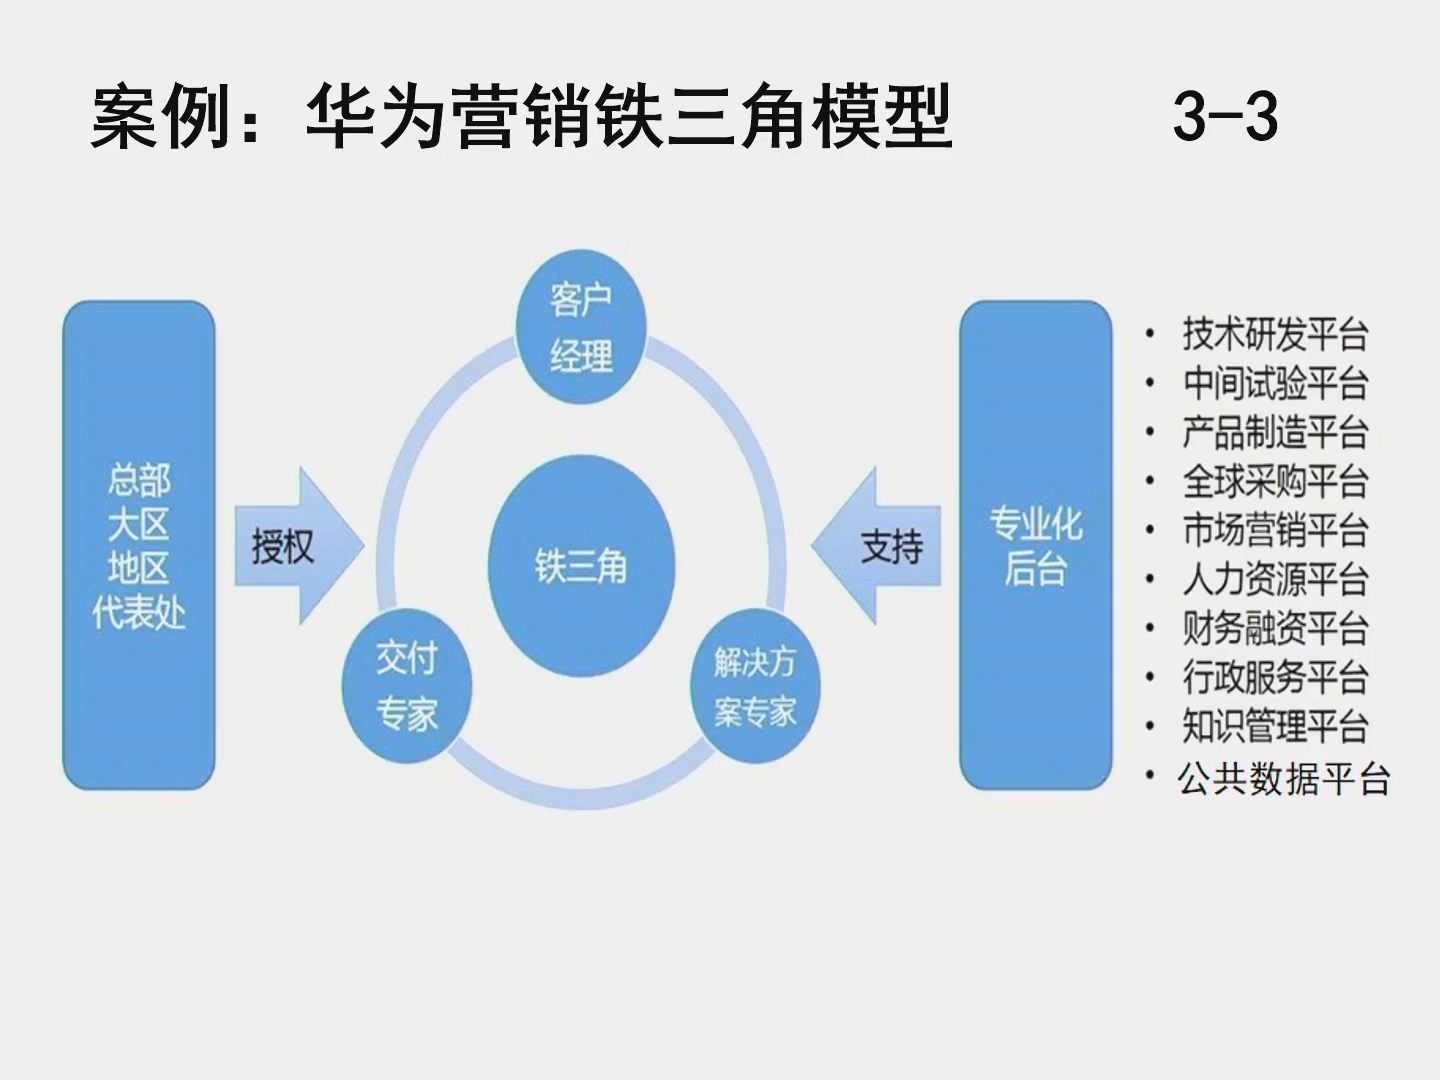 案例：华为营销铁三角模型 3-3
总部
大区
地区
代表处
授权
客户
经理
铁三角
交付
专家
解决方
案专家
支持
专业化
后台
• 技术研发平台
• 中间试验平台
• 产品制造平台
• 全球采购平台
• 市场营销平台
• 人力资源平台
• 财务融资平台
• 行政服务平台
• 知识管理平台
• 公共数据平台